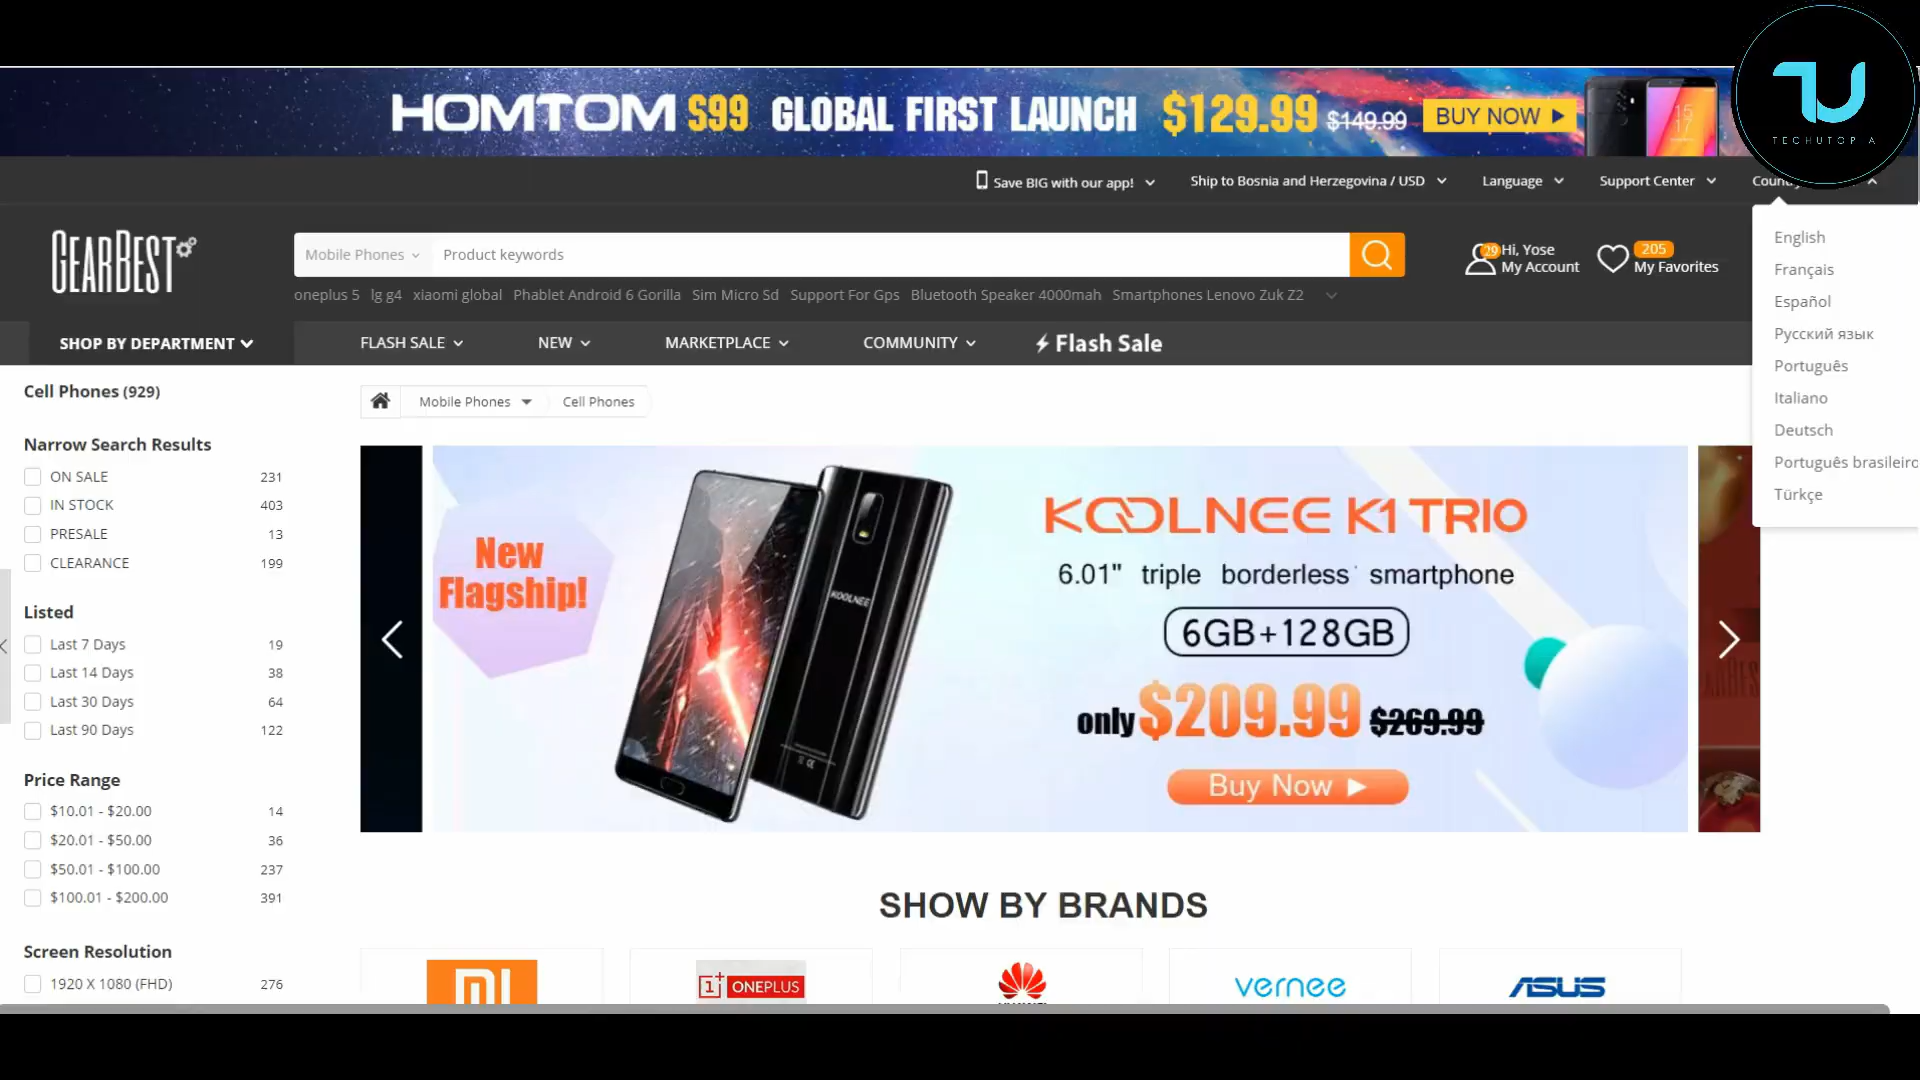 HOMTOM S99 GLOBAL FIRST LAUNCH $129.99 $149.99 BUY NOW
TECHUTOPIA
Save BIG with our app! Ship to Bosnia and Herzegovina / USD Language Support Center
GEARBEST
Mobile Phones Product keywords
29 Hi, Yose
My Account
205
My Favorites
oneplus 5 lg g4 xiaomi global Phablet Android 6 Gorilla Sim Micro Sd Support For Gps Bluetooth Speaker 4000mah Smartphones Lenovo Zuk Z2
SHOP BY DEPARTMENT FLASH SALE NEW MARKETPLACE COMMUNITY Flash Sale
English
Français
Español
Русский язык
Português
Italiano
Deutsch
Português brasileiro
Türkçe
Cell Phones (929)
Narrow Search Results
ON SALE 231
IN STOCK 403
PRESALE 13
CLEARANCE 199
Listed
Last 7 Days 19
Last 14 Days 38
Last 30 Days 64
Last 90 Days 122
Price Range
$10.01 - $20.00 14
$20.01 - $50.00 36
$50.01 - $100.00 237
$100.01 - $200.00 391
Screen Resolution
1920 X 1080 (FHD) 276
Mobile Phones Cell Phones
New
Flagship!
KOOLNEE
KOOLNEE K1 TRIO
6.01" triple borderless smartphone
6GB+128GB
only $209.99 $269.99
Buy Now
SHOW BY BRANDS
mi
1+ ONEPLUS
vernee
ASUS